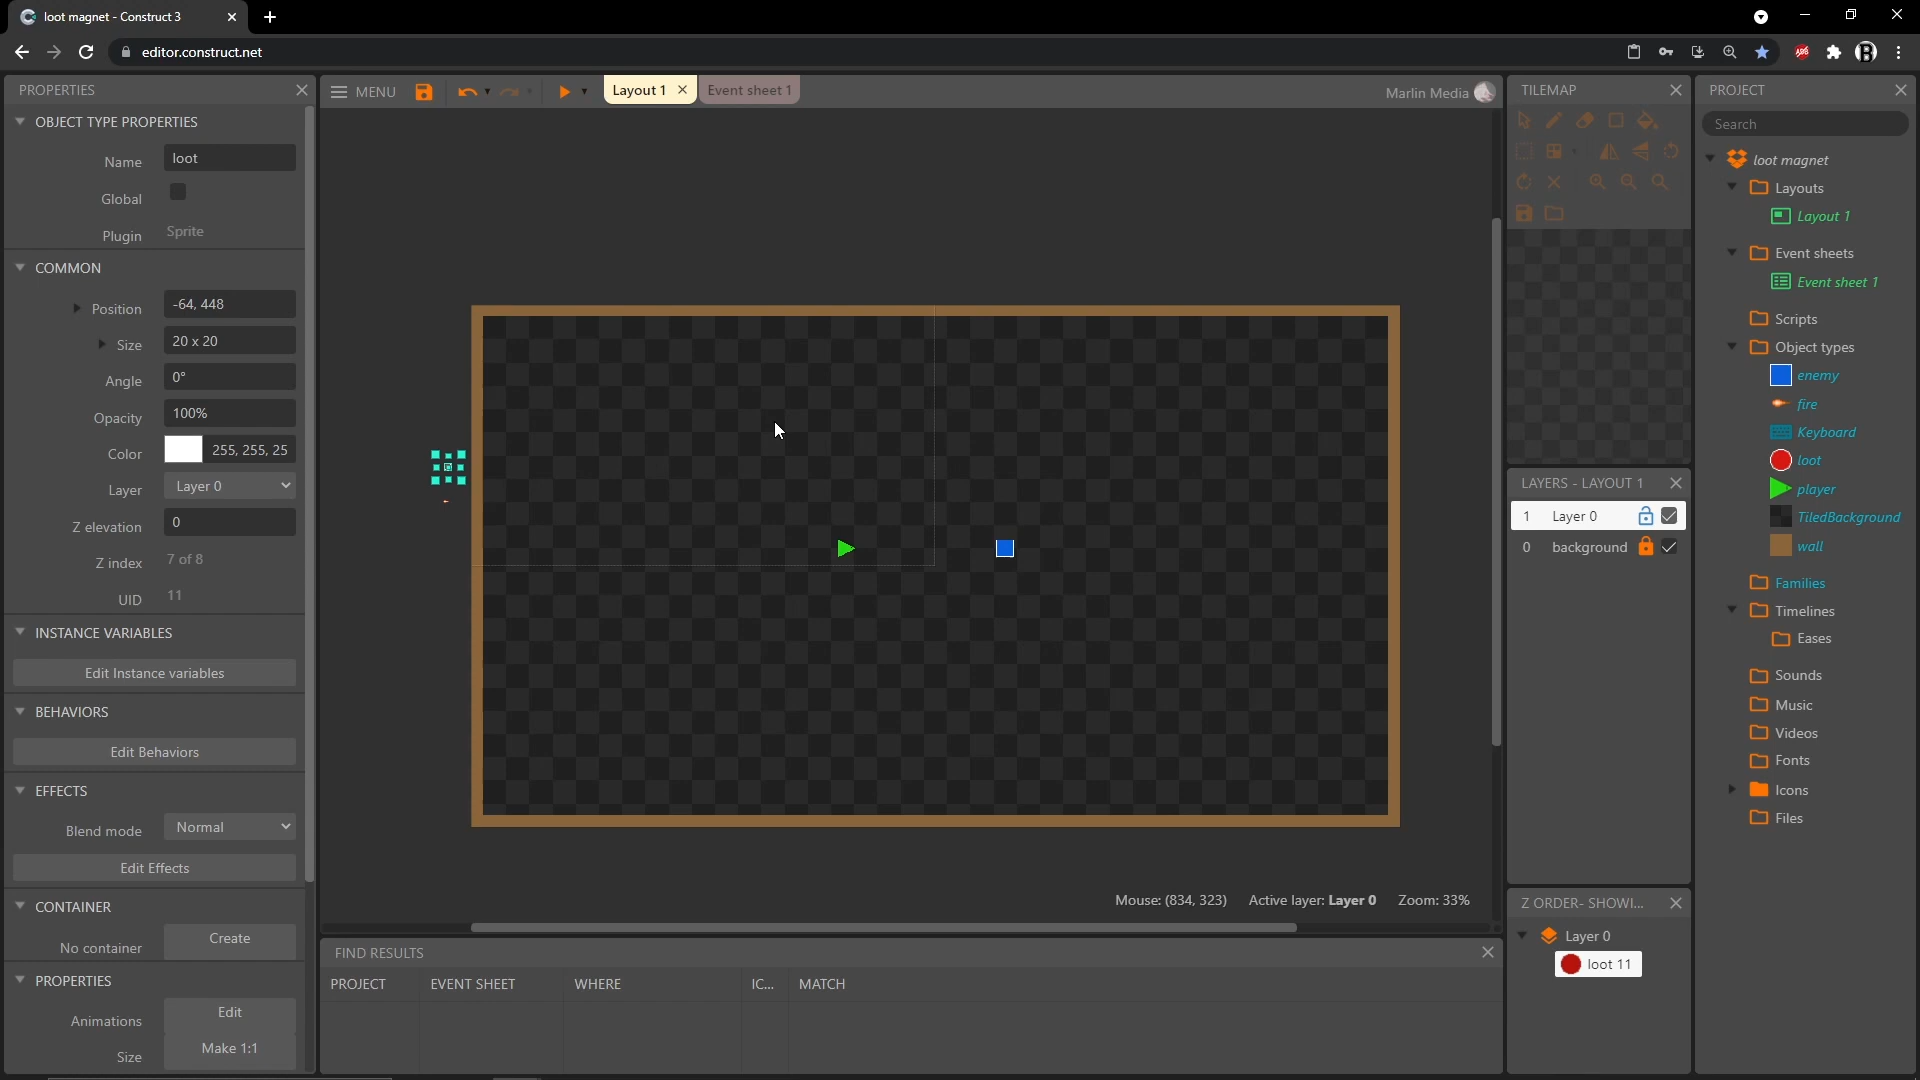 loot magnet - Construct 3
editor.construct.net
PROPERTIES
OBJECT TYPE PROPERTIES
Name loot
Global
Plugin Sprite
COMMON
Position -64, 448
Size 20 x 20
Angle 0°
Opacity 100%
Color 255, 255, 25
Layer Layer 0
Z elevation 0
Z index 7 of 8
UID 11
INSTANCE VARIABLES
Edit Instance variables
BEHAVIORS
Edit Behaviors
EFFECTS
Blend mode Normal
Edit Effects
CONTAINER
No container Create
PROPERTIES
Animations Edit
Size Make 1:1
MENU
Layout 1
Event sheet 1
Marlin Media
Mouse: (834, 323) Active layer: Layer 0 Zoom: 33%
FIND RESULTS
PROJECT EVENT SHEET WHERE IC... MATCH
TILEMAP
LAYERS - LAYOUT 1
1 Layer 0
0 background
Z ORDER- SHOWI...
Layer 0
loot 11
PROJECT
Search
loot magnet
Layouts
Layout 1
Event sheets
Event sheet 1
Scripts
Object types
enemy
fire
Keyboard
loot
player
TiledBackground
wall
Families
Timelines
Eases
Sounds
Music
Videos
Fonts
Icons
Files